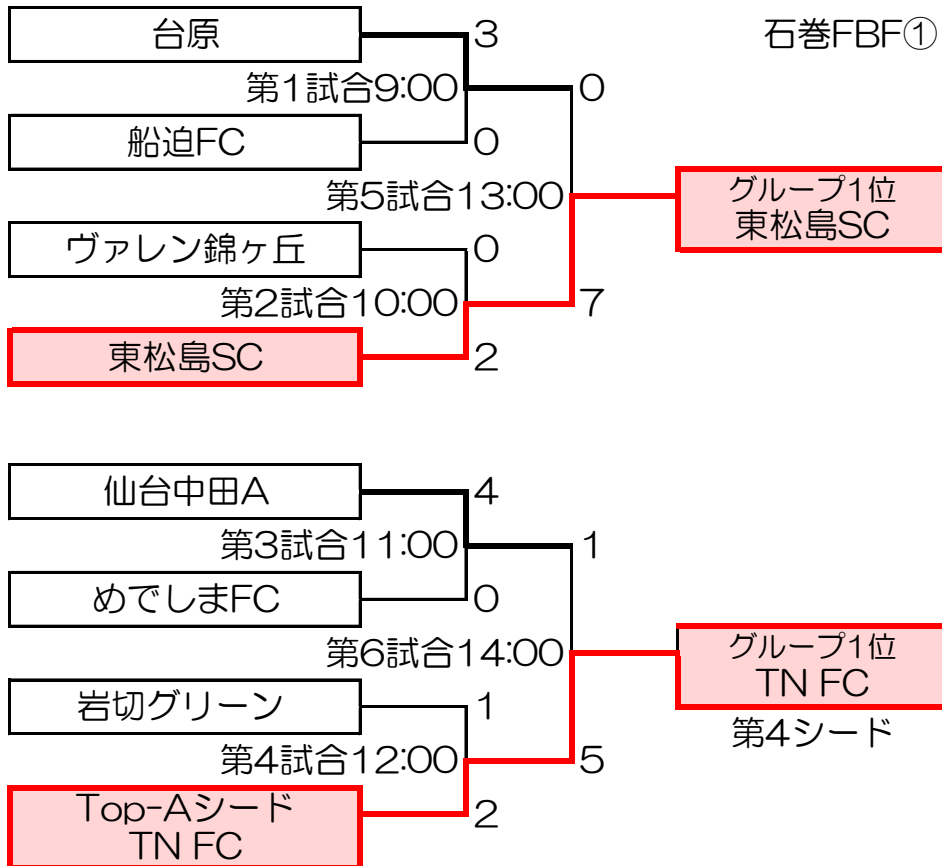 台原
3
石巻FBF①
第1試合9:00
0
船迫FC
0
第5試合13:00
グループ1位
東松島SC
ヴァレン錦ヶ丘
0
第2試合10:00
7
東松島SC
2
仙台中田A
4
第3試合11:00
1
めでしまFC
0
第6試合14:00
グループ1位
TN FC
岩切グリーン
1
第4シード
第4試合12:00
5
Top-Aシード
TN FC
2